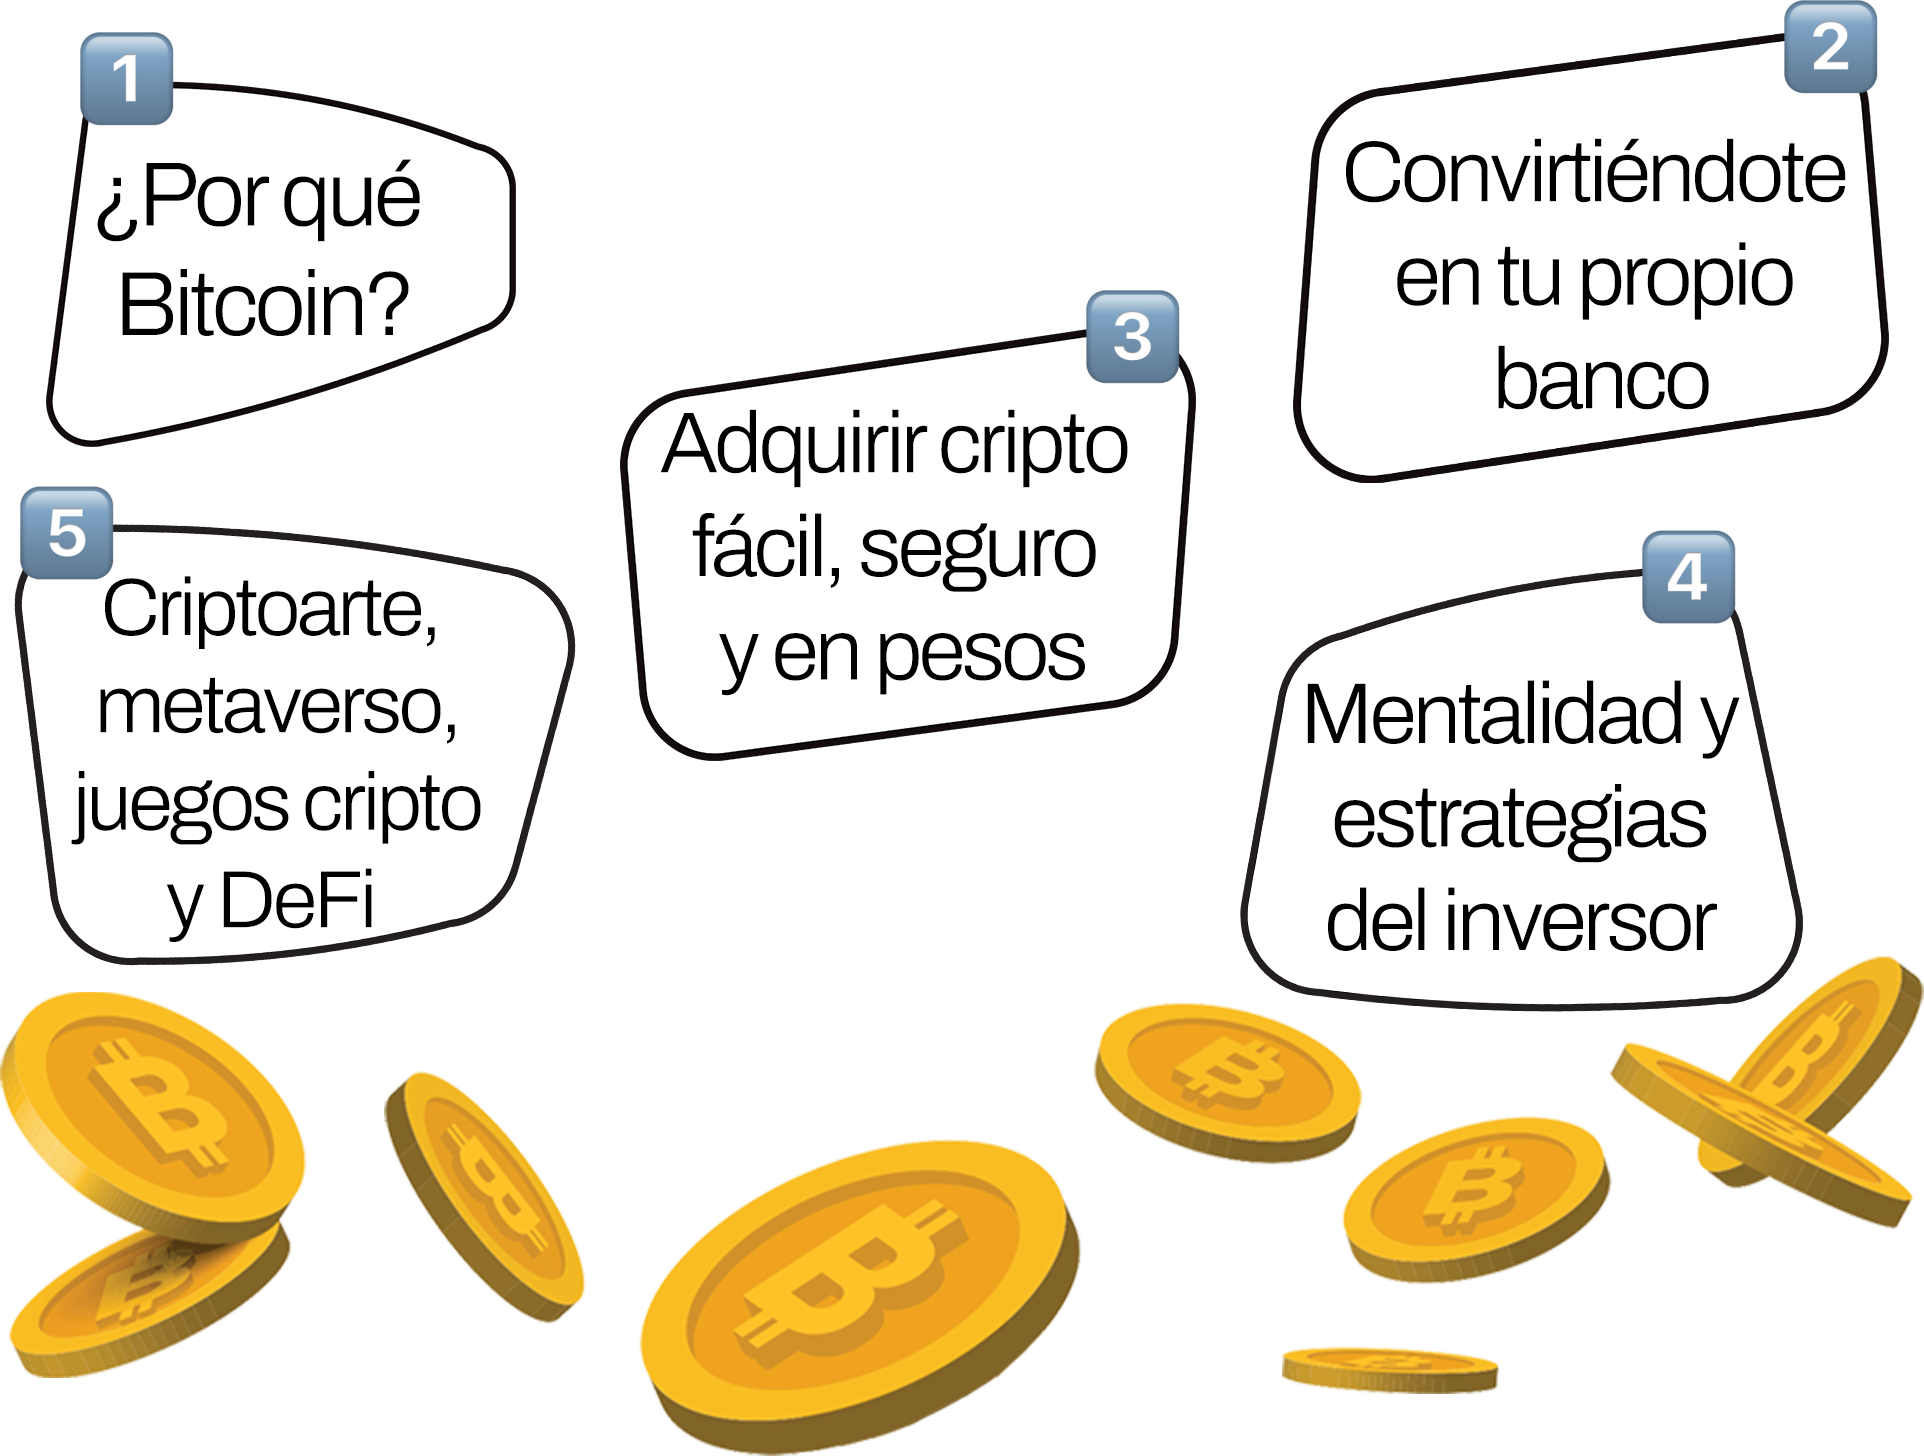 1
¿Por qué
Bitcoin?
2
Convirtiéndote
en tu propio
banco
3
Adquirir cripto
fácil, seguro
y en pesos
4
Mentalidad y
estrategias
del inversor
5
Criptoarte,
metaverso,
juegos cripto
y DeFi